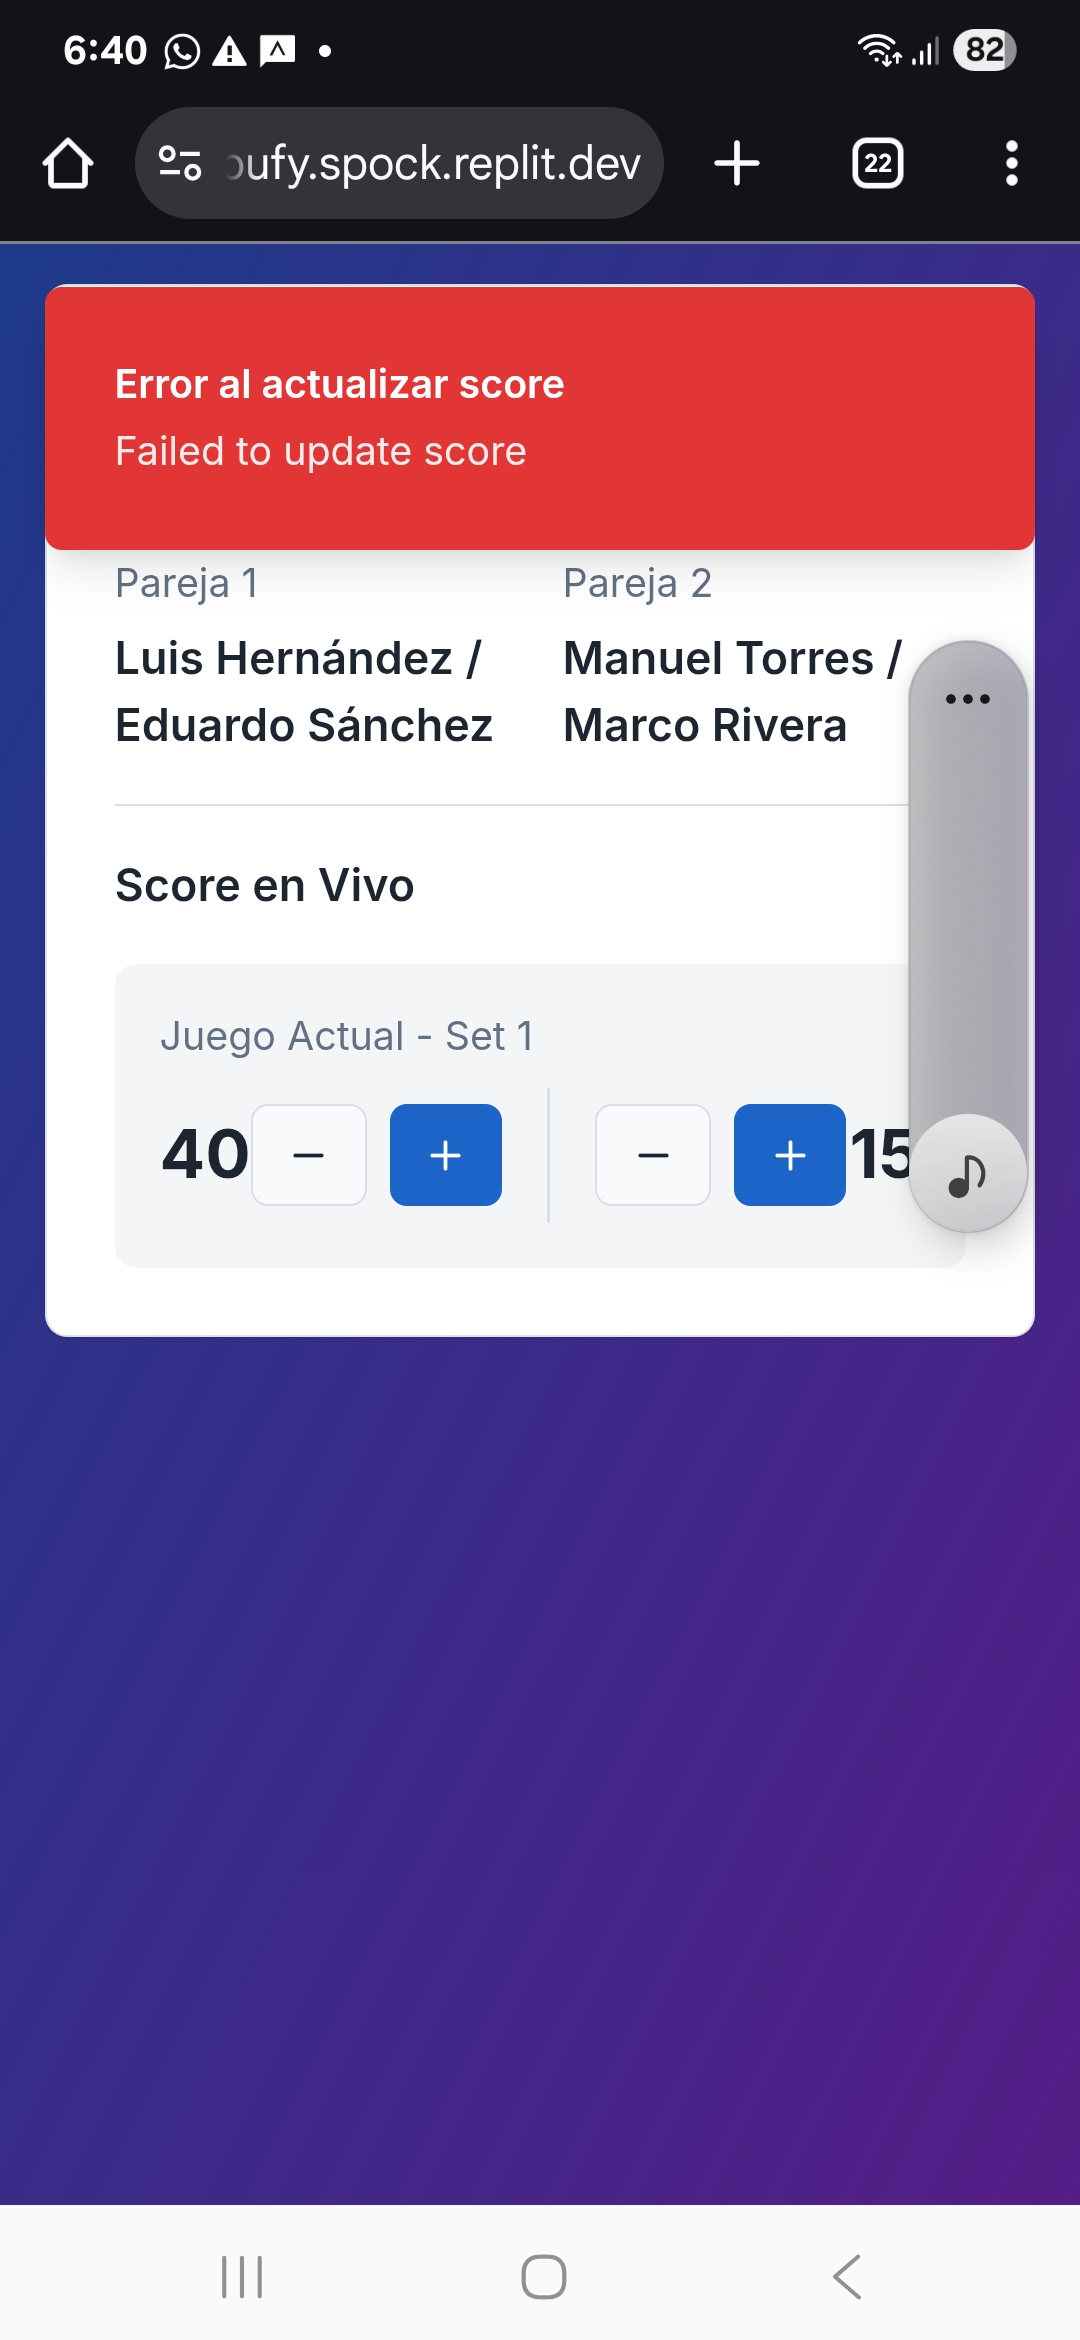 6:40
82
ufy.spock.replit.dev
22
Error al actualizar score
Failed to update score
Pareja 1
Pareja 2
Luis Hernández /
Eduardo Sánchez
Manuel Torres /
Marco Rivera
Score en Vivo
Juego Actual - Set 1
40
15